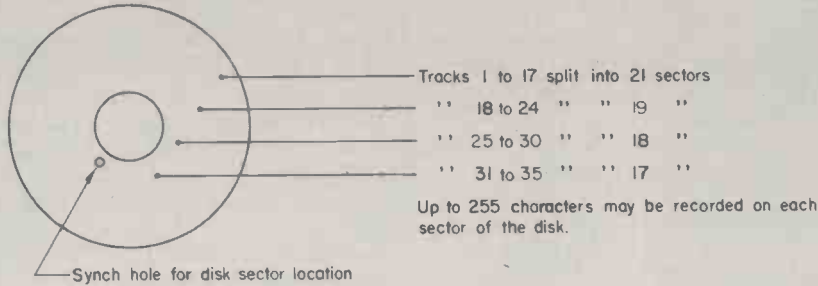 Tracks 1 to 17 split into 21 sectors
'' 18 to 24 '' '' 19 ''
'' 25 to 30 '' '' 18 ''
'' 31 to 35 '' '' 17 ''
Up to 255 characters may be recorded on each
sector of the disk.
Synch hole for disk sector location